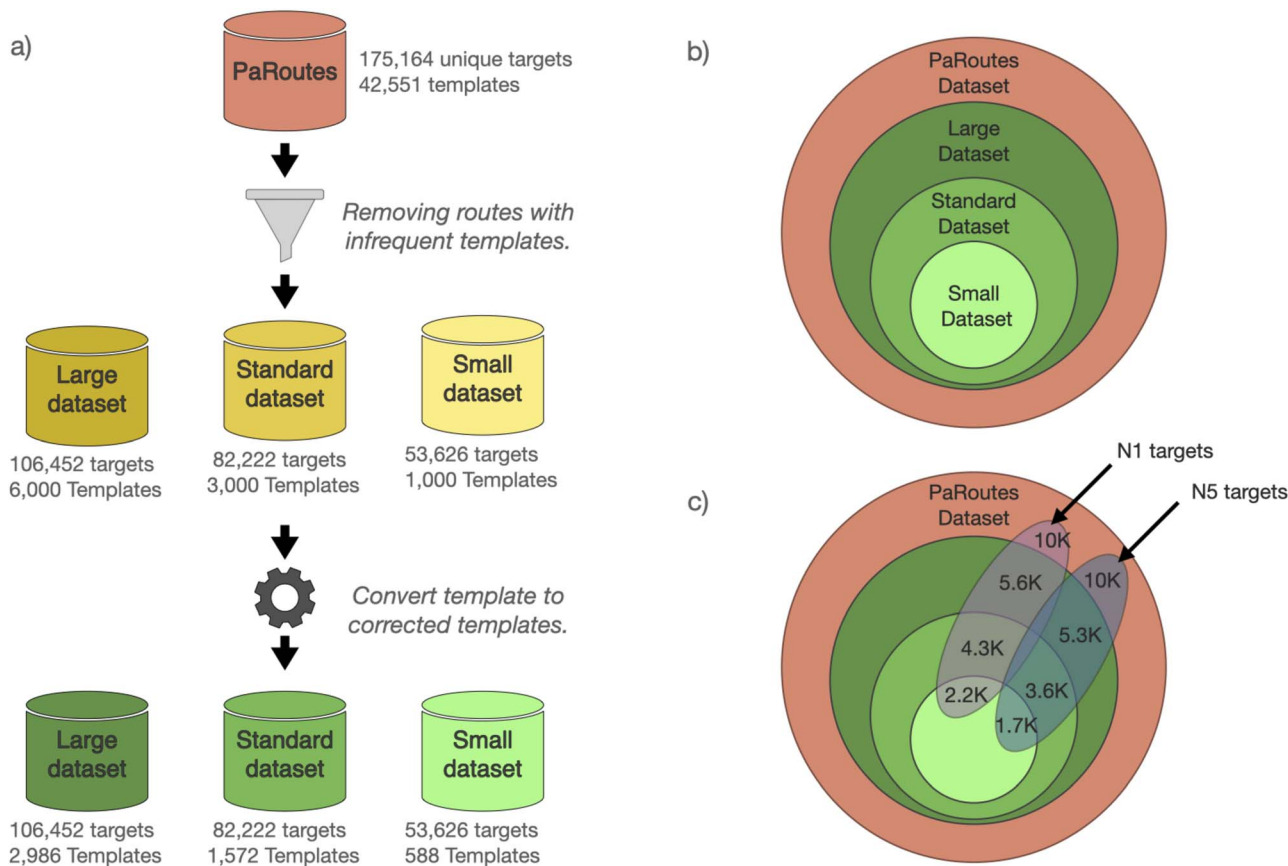 a)
PaRoutes
175,164 unique targets
42,551 templates
Removing routes with
infrequent templates.
Large
dataset
106,452 targets
6,000 Templates
Standard
dataset
82,222 targets
3,000 Templates
Small
dataset
53,626 targets
1,000 Templates
Convert template to
corrected templates.
Large
dataset
106,452 targets
2,986 Templates
Standard
dataset
82,222 targets
1,572 Templates
Small
dataset
53,626 targets
588 Templates
b)
PaRoutes
Dataset
Large
Dataset
Standard
Dataset
Small
Dataset
c)
N1 targets
N5 targets
PaRoutes
Dataset
10K
5.6K
4.3K
2.2K
10K
5.3K
3.6K
1.7K